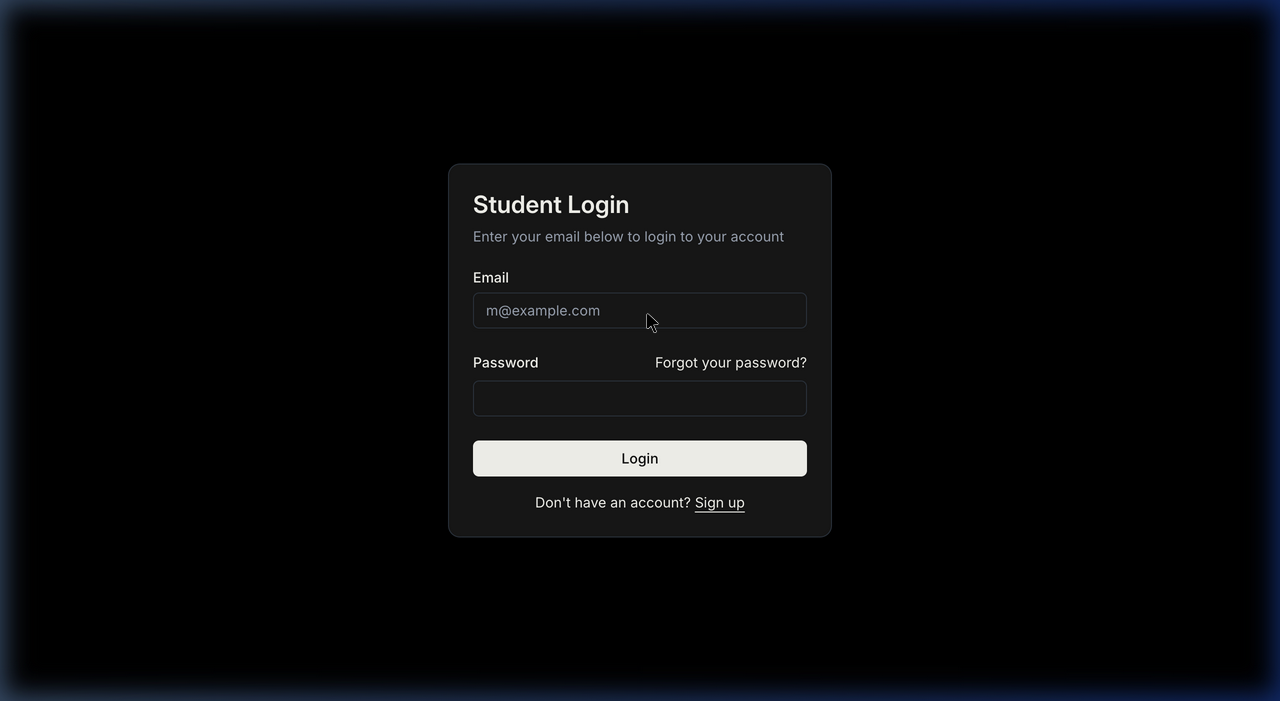 Student Login
Enter your email below to login to your account
Email
m@example.com
Password Forgot your password?
Login
Don't have an account? Sign up